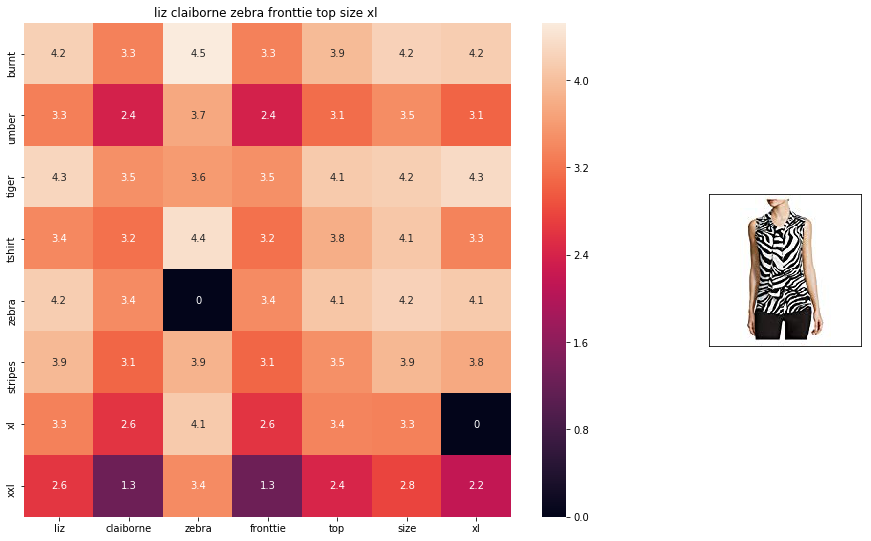 liz claiborne zebra fronttie top size xl
burnt 4.2 3.3 4.5 3.3 3.9 4.2 4.2
umber 3.3 2.4 3.7 2.4 3.1 3.5 3.1
tiger 4.3 3.5 3.6 3.5 4.1 4.2 4.3
tshirt 3.4 3.2 4.4 3.2 3.8 4.1 3.3
zebra 4.2 3.4 0 3.4 4.1 4.2 4.1
stripes 3.9 3.1 3.9 3.1 3.5 3.9 3.8
xl 3.3 2.6 4.1 2.6 3.4 3.3 0
xxl 2.6 1.3 3.4 1.3 2.4 2.8 2.2
liz claiborne zebra fronttie top size xl
4.0
3.2
2.4
1.6
0.8
0.0